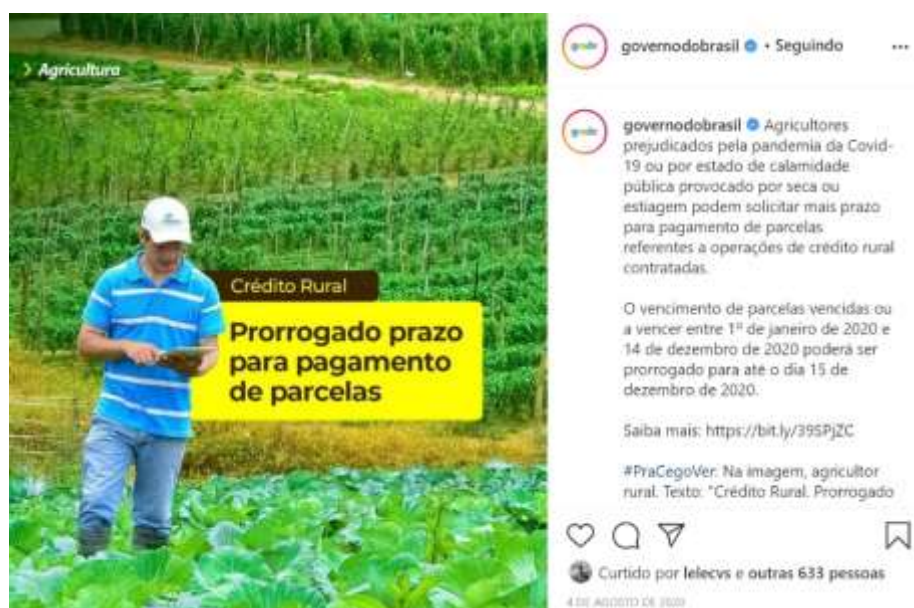 > Agricultura
Crédito Rural
Prorrogado prazo
para pagamento
de parcelas
governodobrasil • Seguindo
governodobrasil Agricultores
prejudicados pela pandemia da Covid-
19 ou por estado de calamidade
pública provocado por seca ou
estiagem podem solicitar mais prazo
para pagamento de parcelas
referentes a operações de crédito rural
contratadas.
O vencimento de parcelas vencidas ou
a vencer entre 1º de janeiro de 2020 e
14 de dezembro de 2020 poderá ser
prorrogado para até o dia 15 de
dezembro de 2020.
Saiba mais: https://bit.ly/39SPjZC
#PraCegoVer: Na imagem, agricultor
rural. Texto: "Crédito Rural. Prorrogado
Curtido por lelecvs e outras 633 pessoas
4 DE AGOSTO DE 2020